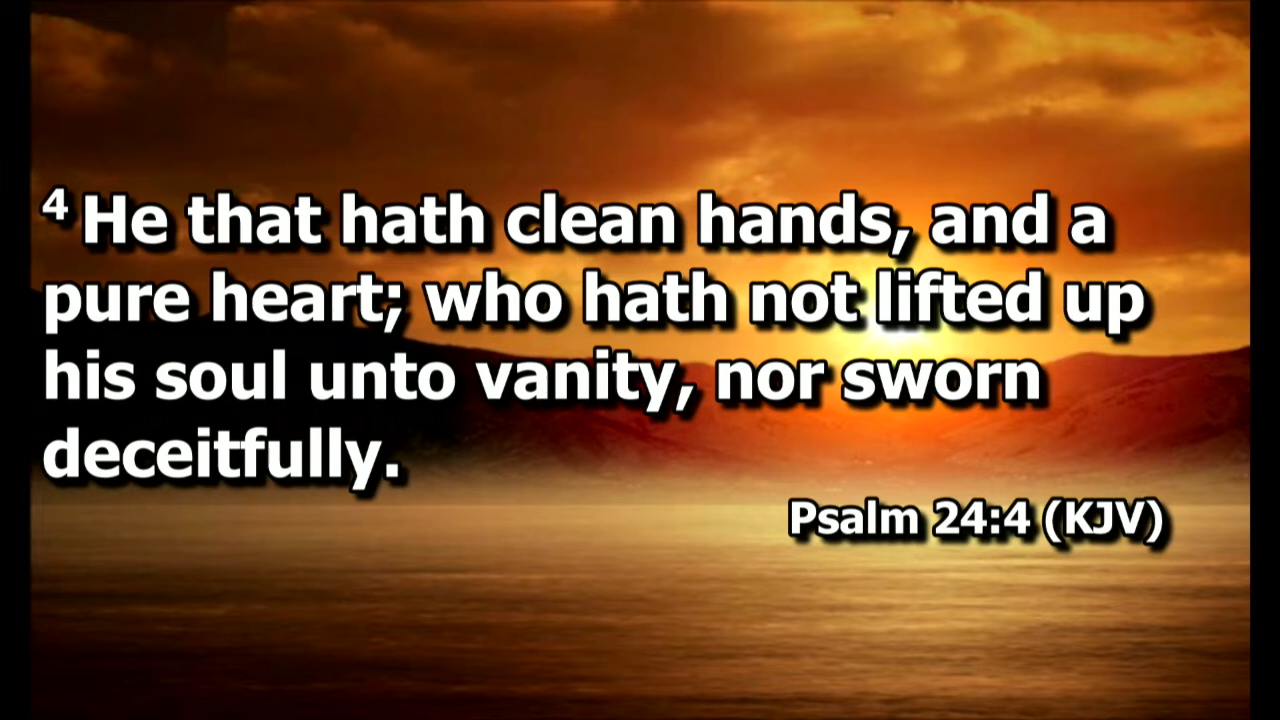 4 He that hath clean hands, and a
pure heart; who hath not lifted up
his soul unto vanity, nor sworn
deceitfully.
Psalm 24:4 (KJV)